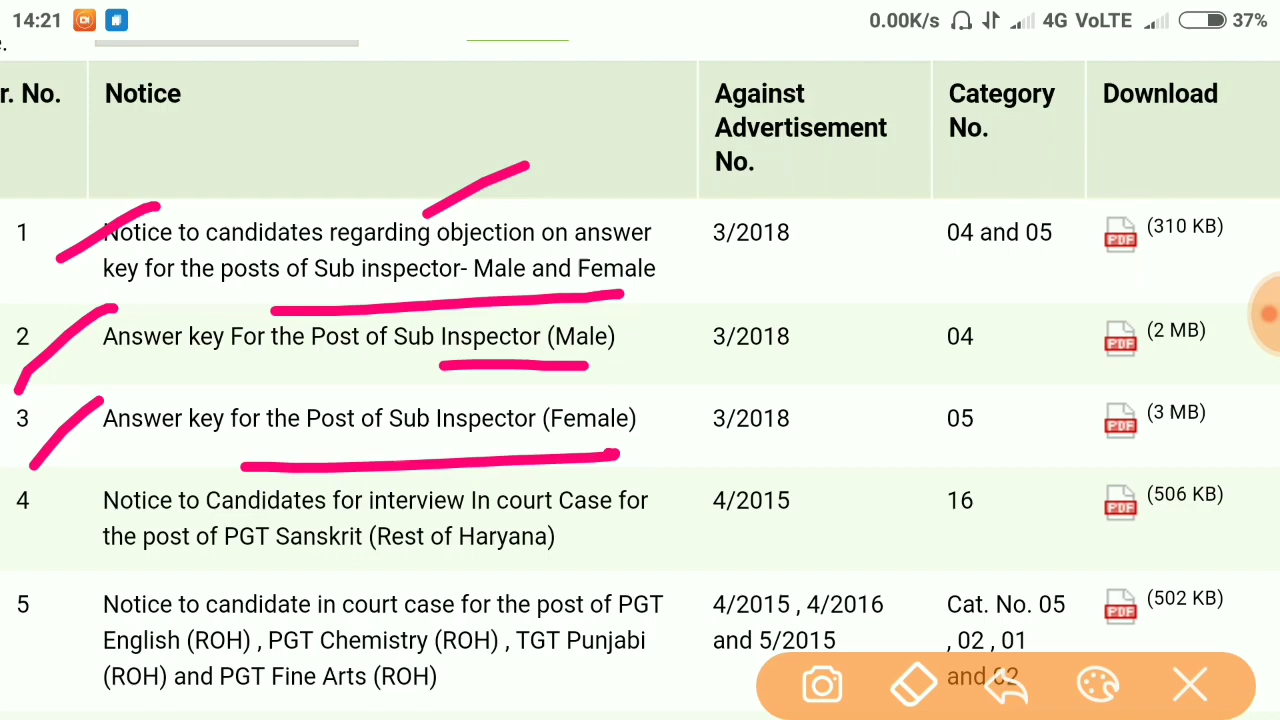 14:21 0.00K/s 4G VoLTE 37%
e.
r. No. Notice Against Advertisement No. Category No. Download
1 Notice to candidates regarding objection on answer 3/2018 04 and 05 PDF (310 KB)
key for the posts of Sub inspector- Male and Female
2 Answer key For the Post of Sub Inspector (Male) 3/2018 04 PDF (2 MB)
3 Answer key for the Post of Sub Inspector (Female) 3/2018 05 PDF (3 MB)
4 Notice to Candidates for interview In court Case for 4/2015 16 PDF (506 KB)
the post of PGT Sanskrit (Rest of Haryana)
5 Notice to candidate in court case for the post of PGT 4/2015 , 4/2016 Cat. No. 05 PDF (502 KB)
English (ROH) , PGT Chemistry (ROH) , TGT Punjabi and 5/2015 , 02 , 01
(ROH) and PGT Fine Arts (ROH) and 02